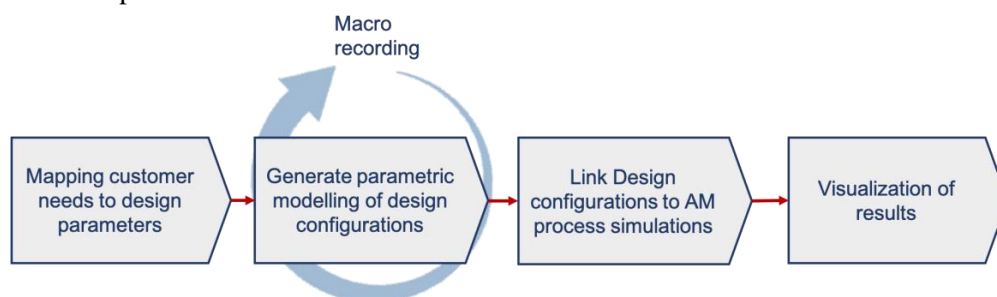 Macro
recording
Mapping customer
needs to design
parameters
Generate parametric
modelling of design
configurations
Link Design
configurations to AM
process simulations
Visualization of
results